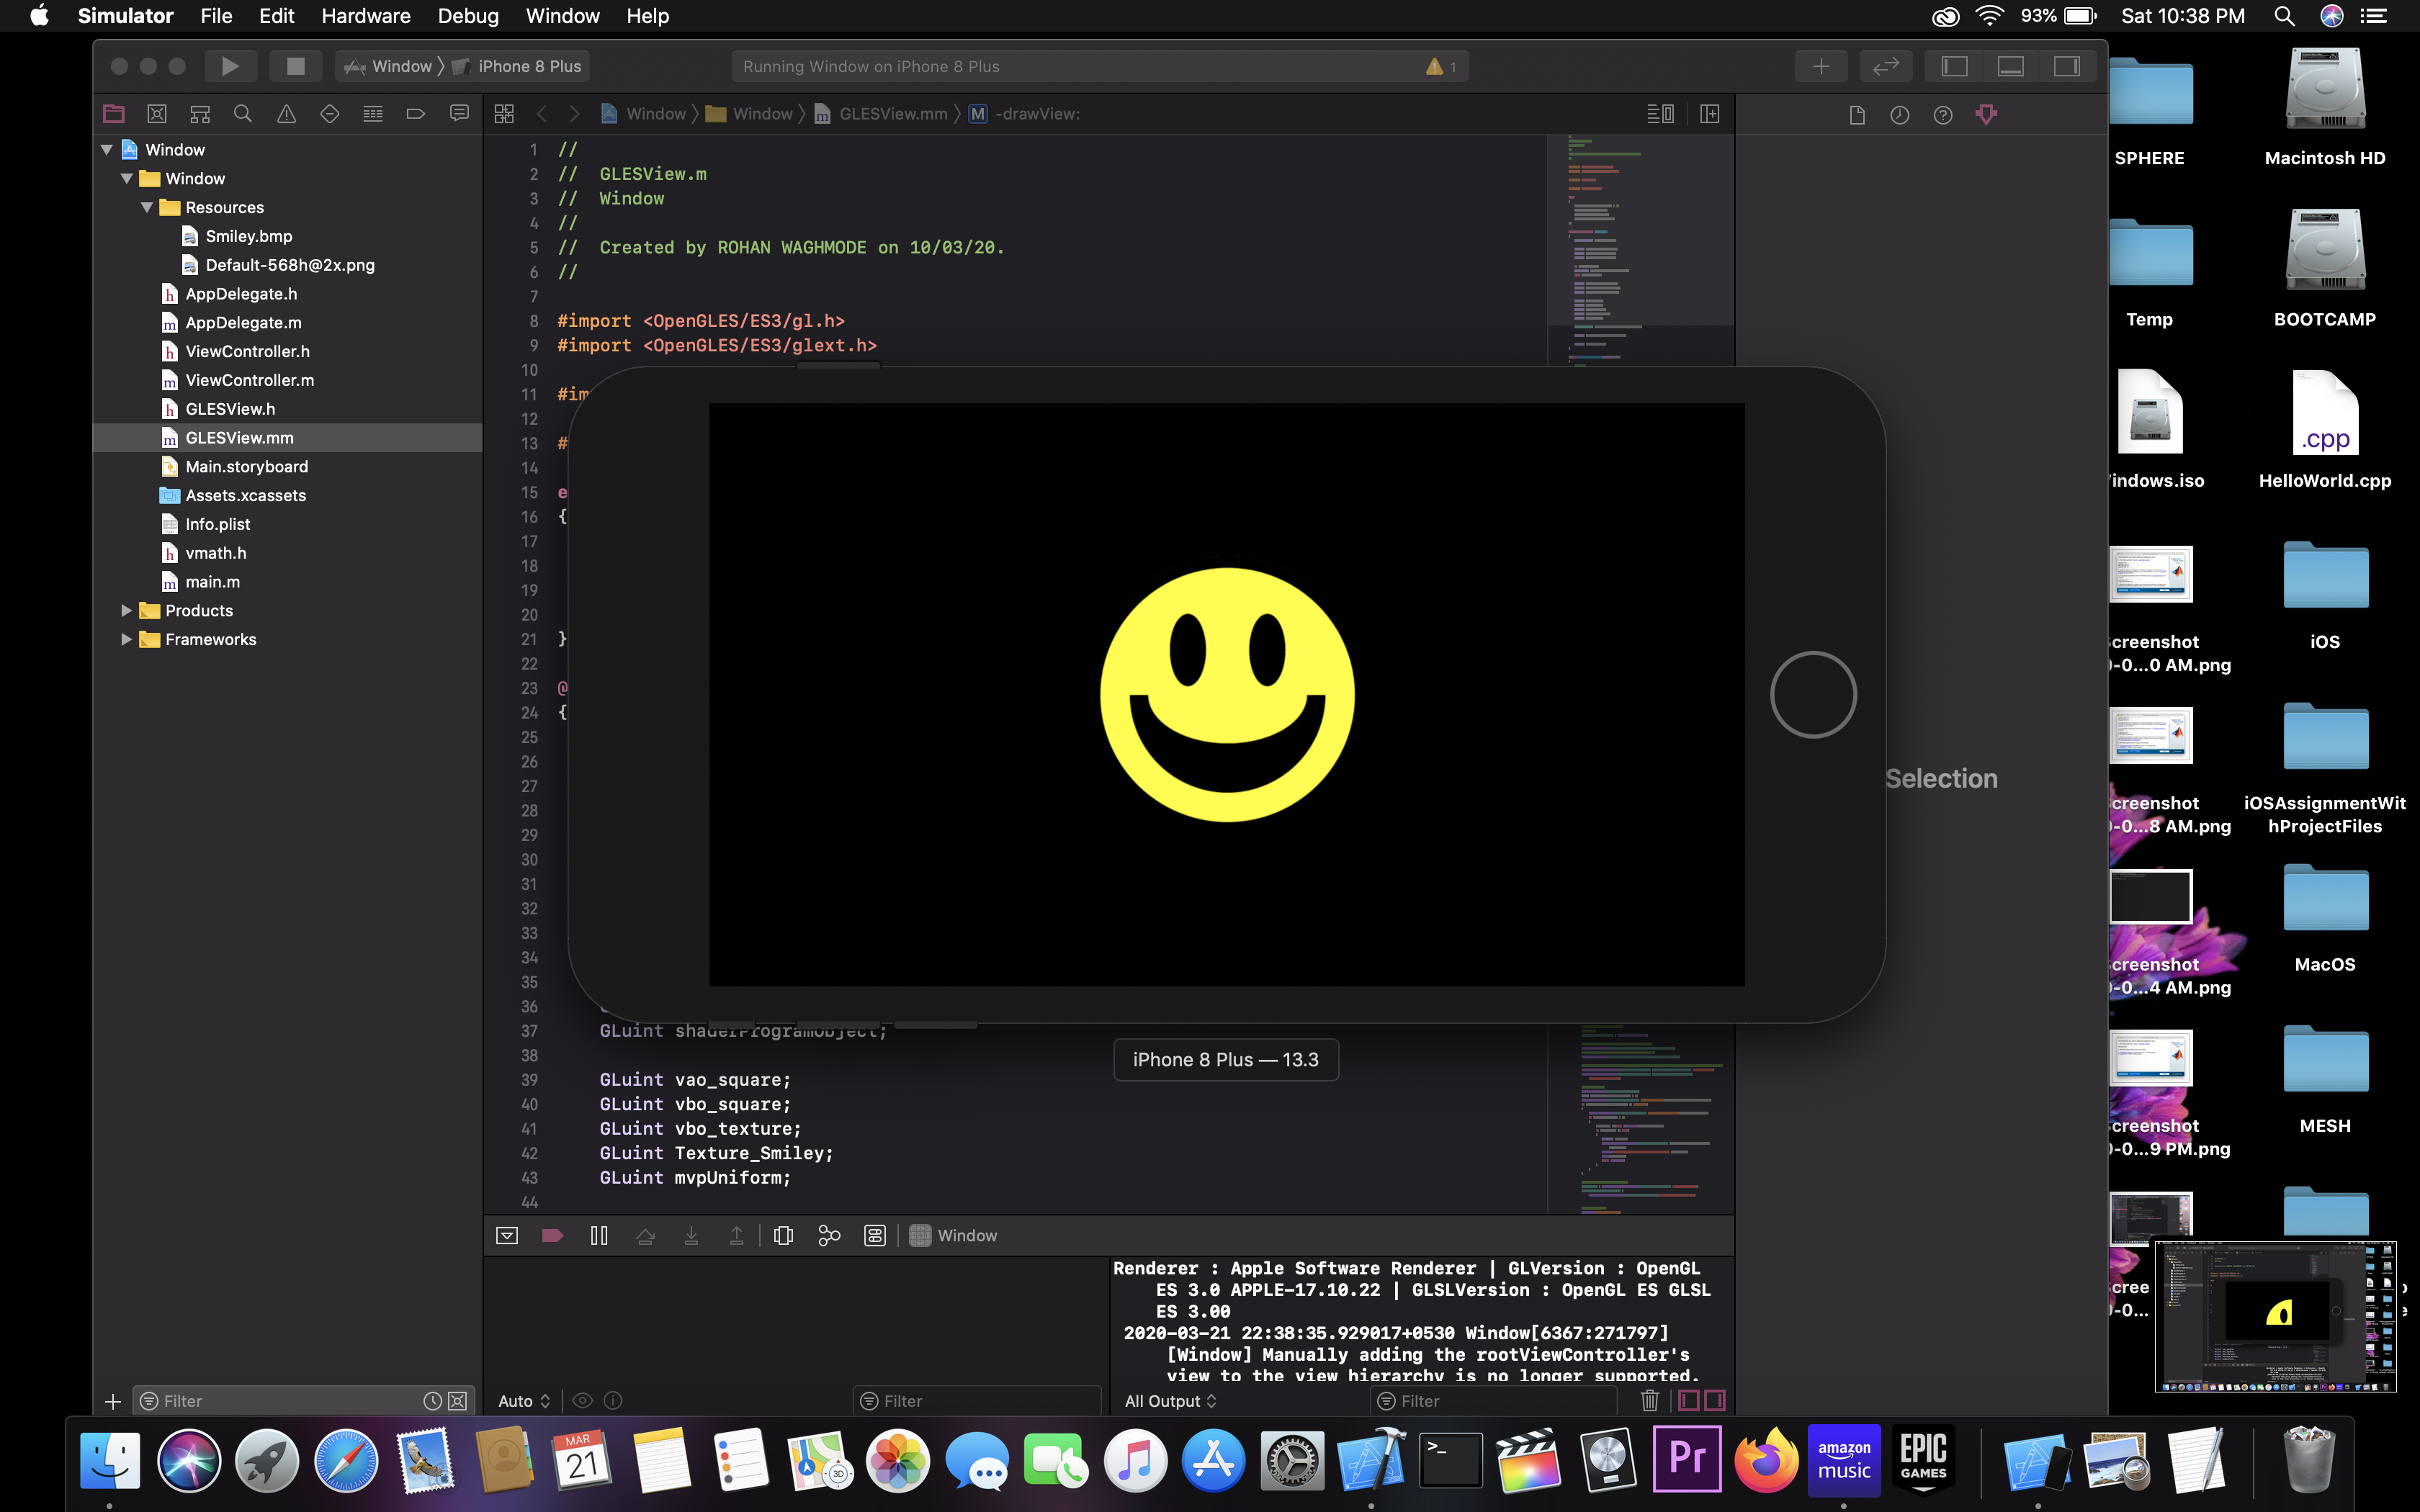 Simulator File Edit Hardware Debug Window Help
93% Sat 10:38 PM
Window iPhone 8 Plus
Running Window on iPhone 8 Plus
1
Window Window GLESView.mm M -drawView:
Window
Window
Resources
Smiley.bmp
Default-568h@2x.png
AppDelegate.h
AppDelegate.m
ViewController.h
ViewController.m
GLESView.h
GLESView.mm
Main.storyboard
Assets.xcassets
Info.plist
vmath.h
main.m
Products
Frameworks
Filter
1 //
2 // GLESView.m
3 // Window
4 //
5 // Created by ROHAN WAGHMODE on 10/03/20.
6 //
7
8 #import <OpenGLES/ES3/gl.h>
9 #import <OpenGLES/ES3/glext.h>
10
11 #im
12
13 #
14
15 e
16 {
17
18
19
20
21 }
22
23 @
24 {
25
26
27
28
29
30
31
32
33
34
35
36
37 GLuint shaderProgramObject;
38
39 GLuint vao_square;
40 GLuint vbo_square;
41 GLuint vbo_texture;
42 GLuint Texture_Smiley;
43 GLuint mvpUniform;
44
iPhone 8 Plus — 13.3
Selection
Window
Renderer : Apple Software Renderer | GLVersion : OpenGL
ES 3.0 APPLE-17.10.22 | GLSLVersion : OpenGL ES GLSL
ES 3.00
2020-03-21 22:38:35.929017+0530 Window[6367:271797]
[Window] Manually adding the rootViewController's
view to the view hierarchy is no longer supported.
Auto
Filter
All Output
Filter
SPHERE
Macintosh HD
Temp
BOOTCAMP
indows.iso
.cpp
HelloWorld.cpp
creenshot
0-0...0 AM.png
iOS
creenshot
0-0...8 AM.png
iOSAssignmentWit
hProjectFiles
creenshot
0-0...4 AM.png
MacOS
creenshot
0-0...9 PM.png
MESH
Scree
0-0...
MAR
21
3D
>_
Pr
amazon
music
EPIC
GAMES